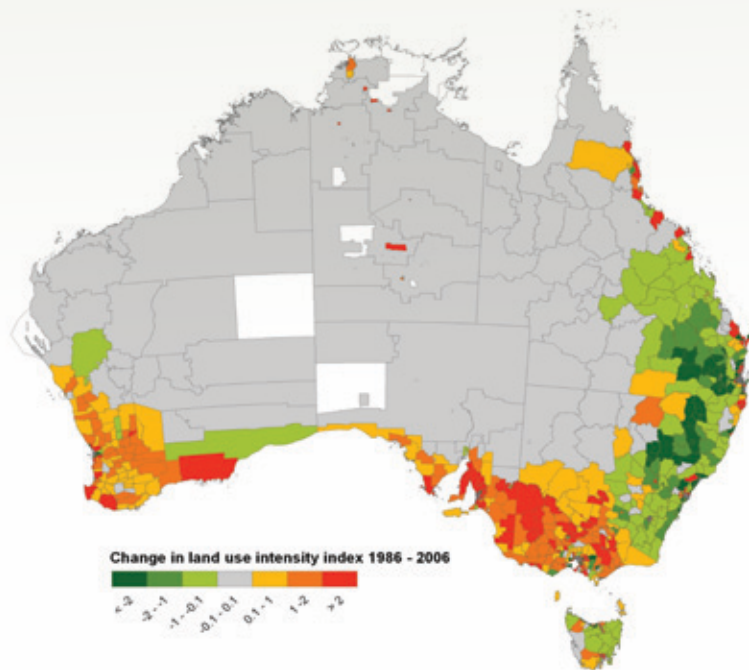 Change in land use intensity index 1986 - 2006
< -2
-2 - -1
-1 - -0.1
-0.1 - 0.1
0.1 - 1
1 - 2
> 2